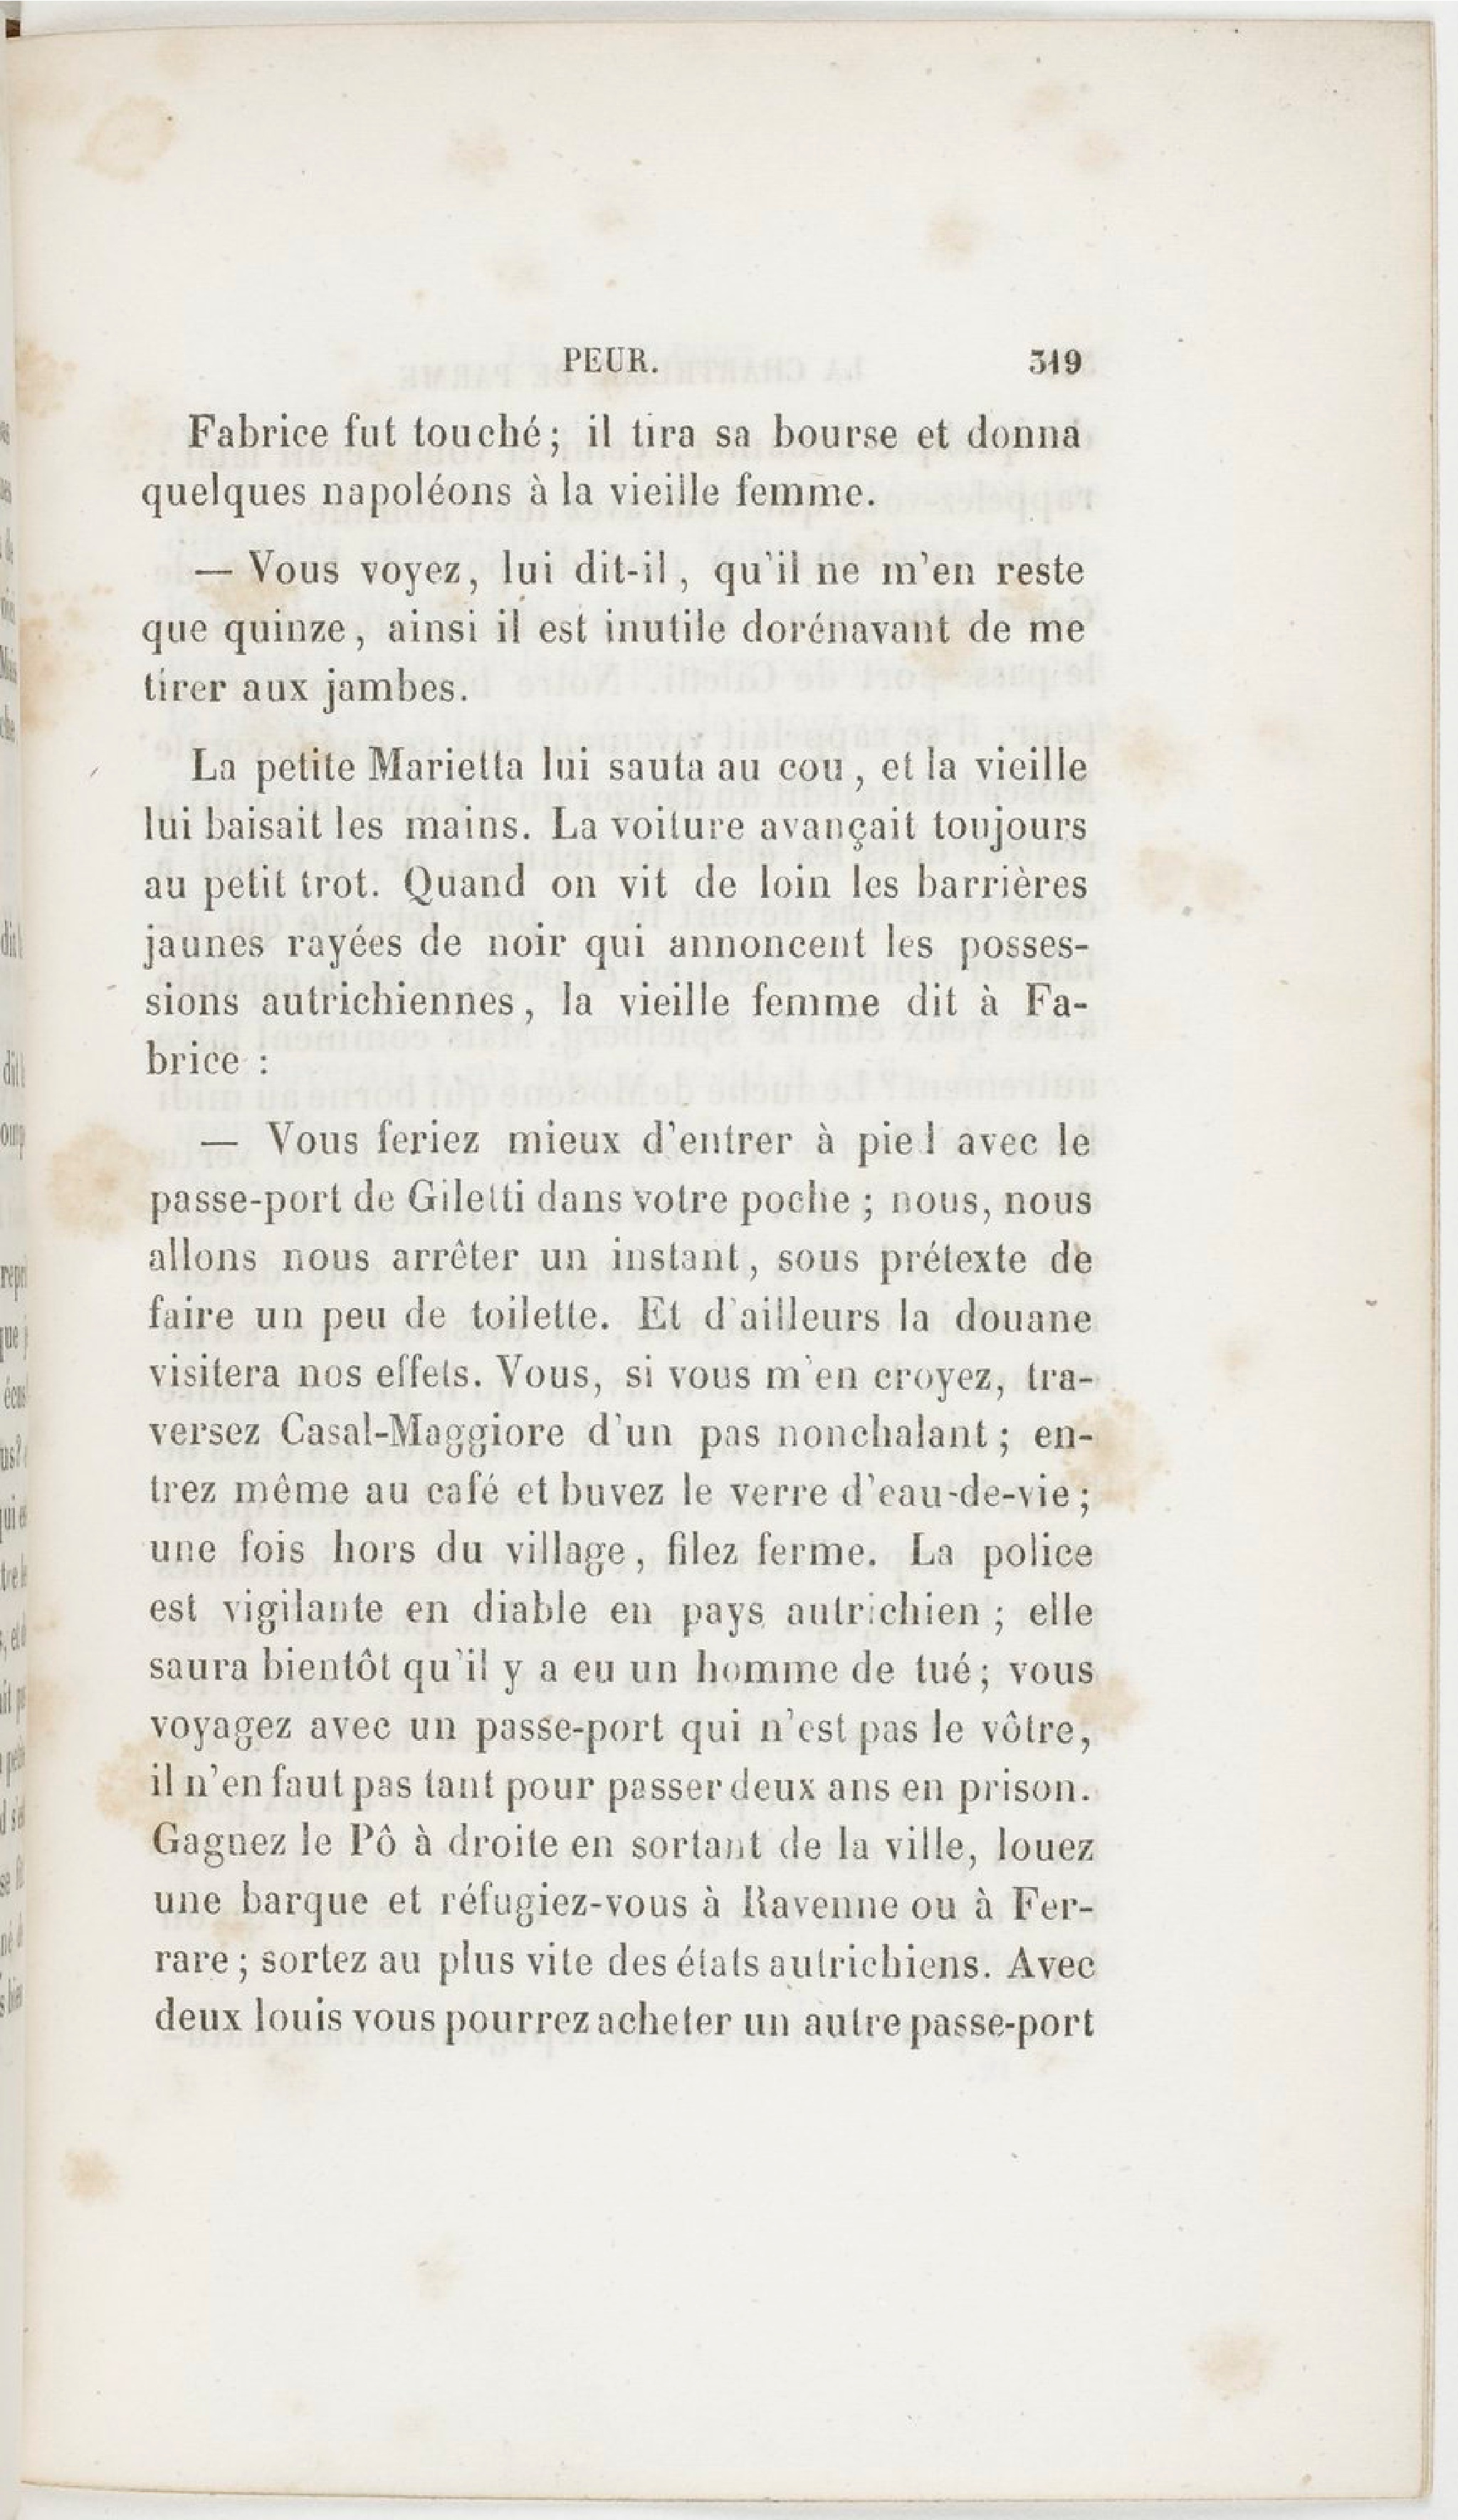 PEUR. 319
Fabrice fut touché; il tira sa bourse et donna
quelques napoléons à la vieille femme.
— Vous voyez, lui dit-il, qu'il ne m'en reste
que quinze, ainsi il est inutile dorénavant de me
tirer aux jambes.
La petite Marietta lui sauta au cou, et la vieille
lui baisait les mains. La voiture avançait toujours
au petit trot. Quand on vit de loin les barrières
jaunes rayées de noir qui annoncent les posses-
sions autrichiennes, la vieille femme dit à Fa-
brice :
— Vous feriez mieux d'entrer à pied avec le
passe-port de Giletti dans votre poche ; nous, nous
allons nous arrêter un instant, sous prétexte de
faire un peu de toilette. Et d'ailleurs la douane
visitera nos effets. Vous, si vous m'en croyez, tra-
versez Casal-Maggiore d'un pas nonchalant ; en-
trez même au café et buvez le verre d'eau-de-vie ;
une fois hors du village, filez ferme. La police
est vigilante en diable en pays autrichien ; elle
saura bientôt qu'il y a eu un homme de tué ; vous
voyagez avec un passe-port qui n'est pas le vôtre,
il n'en faut pas tant pour passer deux ans en prison.
Gagnez le Pô à droite en sortant de la ville, louez
une barque et réfugiez-vous à Ravenne ou à Fer-
rare ; sortez au plus vite des états autrichiens. Avec
deux louis vous pourrez acheter un autre passe-port